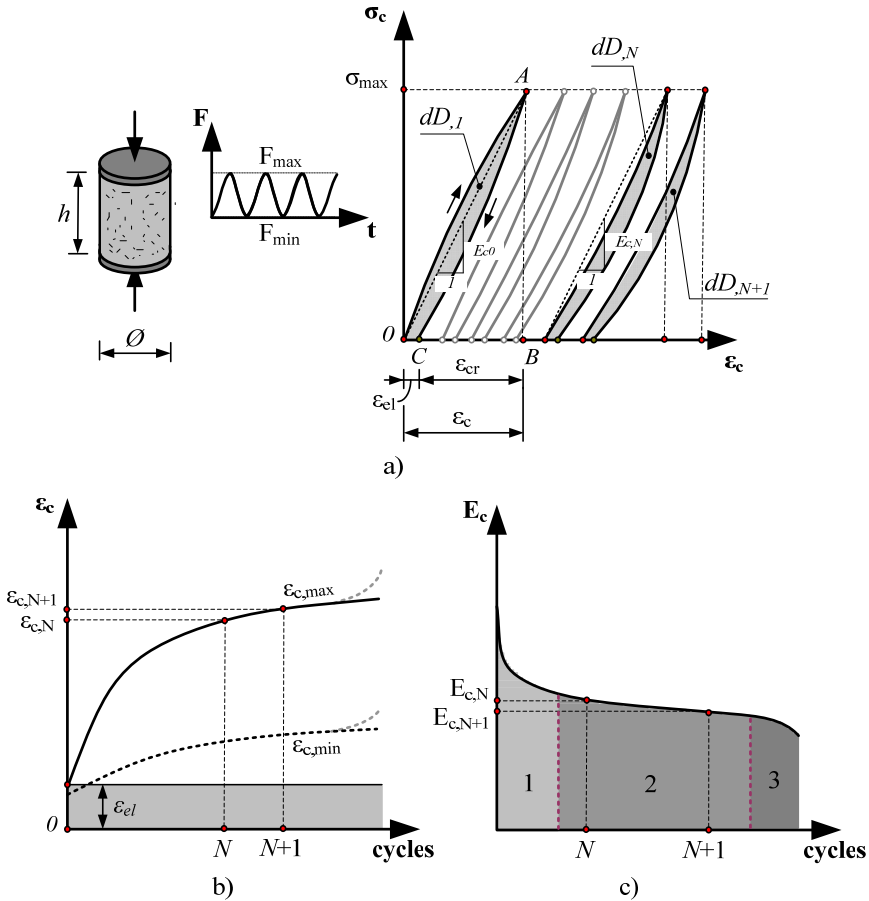 σc
σmax
A
dD,N
dD,1
F
Fmax
h
Fmin
t
Ec0
1
Ec,N
1
dD,N+1
0
C
B
εc
Ø
εcr
εel
εc
a)
εc
εc,N+1
εc,N
εc,max
εc,min
εel
0
N
N+1
cycles
b)
Ec
Ec,N
Ec,N+1
1
2
3
N
N+1
cycles
c)